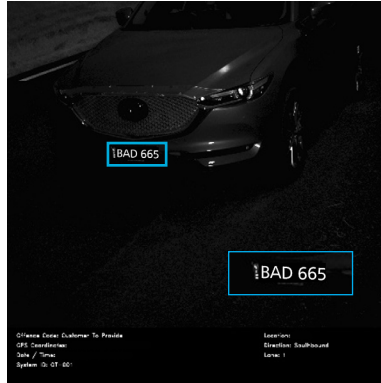 BAD 665
BAD 665
Offence Code: Customer To Provide
GPS Coordinates:
Date / Time:
System ID: OT-001
Location:
Direction: Southbound
Lane: 1